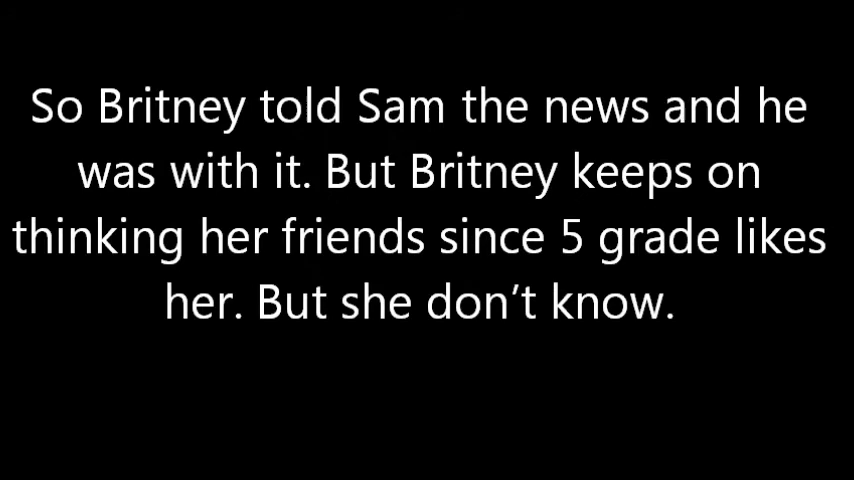 So Britney told Sam the news and he
was with it. But Britney keeps on
thinking her friends since 5 grade likes
her. But she don’t know.